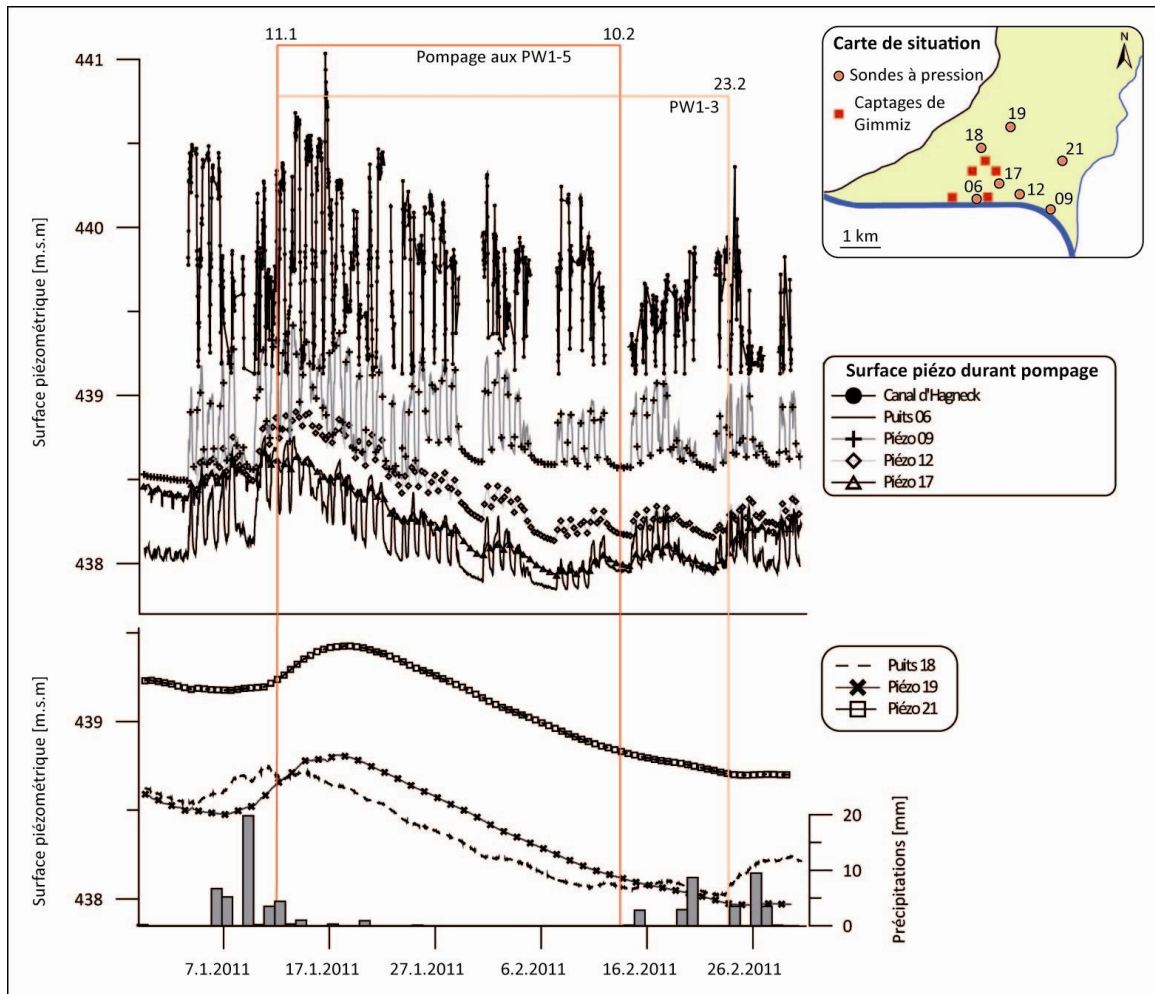 11.1
10.2
Pompage aux PW1-5
23.2
PW1-3
441
440
439
438
Surface piézométrique [m.s.m]
Carte de situation
N
Sondes à pression
Captages de
Gimmiz
19
18
21
17
06
12
09
1 km
Surface piézo durant pompage
Canal d'Hagneck
Puits 06
Piézo 09
Piézo 12
Piézo 17
439
438
Surface piézométrique [m.s.m]
Puits 18
Piézo 19
Piézo 21
20
10
0
Précipitations [mm]
7.1.2011
17.1.2011
27.1.2011
6.2.2011
16.2.2011
26.2.2011